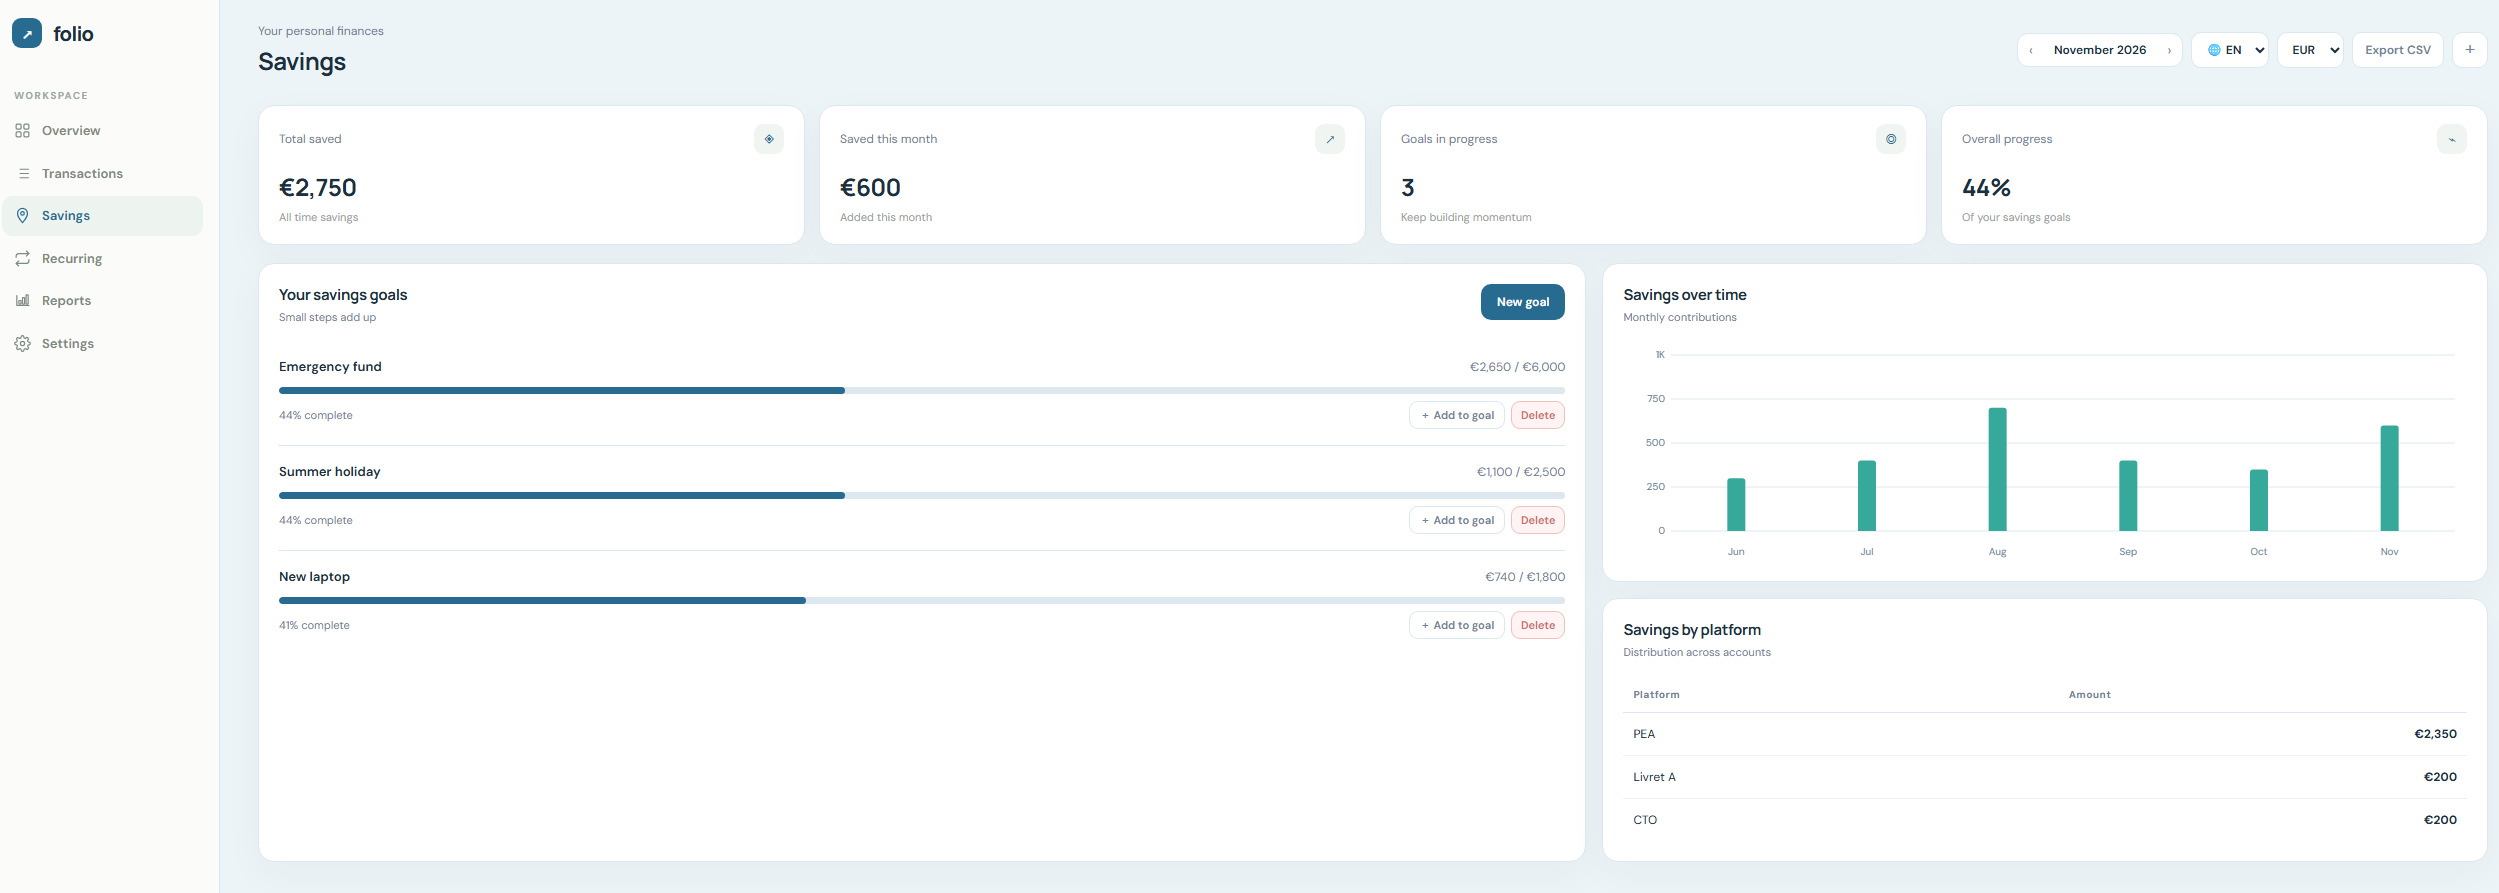 folio
WORKSPACE
Overview
Transactions
Savings
Recurring
Reports
Settings
Your personal finances
Savings
‹ November 2026 ›
EN
EUR
Export CSV
+
Total saved
€2,750
All time savings
Saved this month
€600
Added this month
Goals in progress
3
Keep building momentum
Overall progress
44%
Of your savings goals
Your savings goals
Small steps add up
New goal
Emergency fund
€2,650 / €6,000
44% complete
+ Add to goal
Delete
Summer holiday
€1,100 / €2,500
44% complete
+ Add to goal
Delete
New laptop
€740 / €1,800
41% complete
+ Add to goal
Delete
Savings over time
Monthly contributions
1K
750
500
250
0
Jun Jul Aug Sep Oct Nov
Savings by platform
Distribution across accounts
Platform Amount
PEA €2,350
Livret A €200
CTO €200